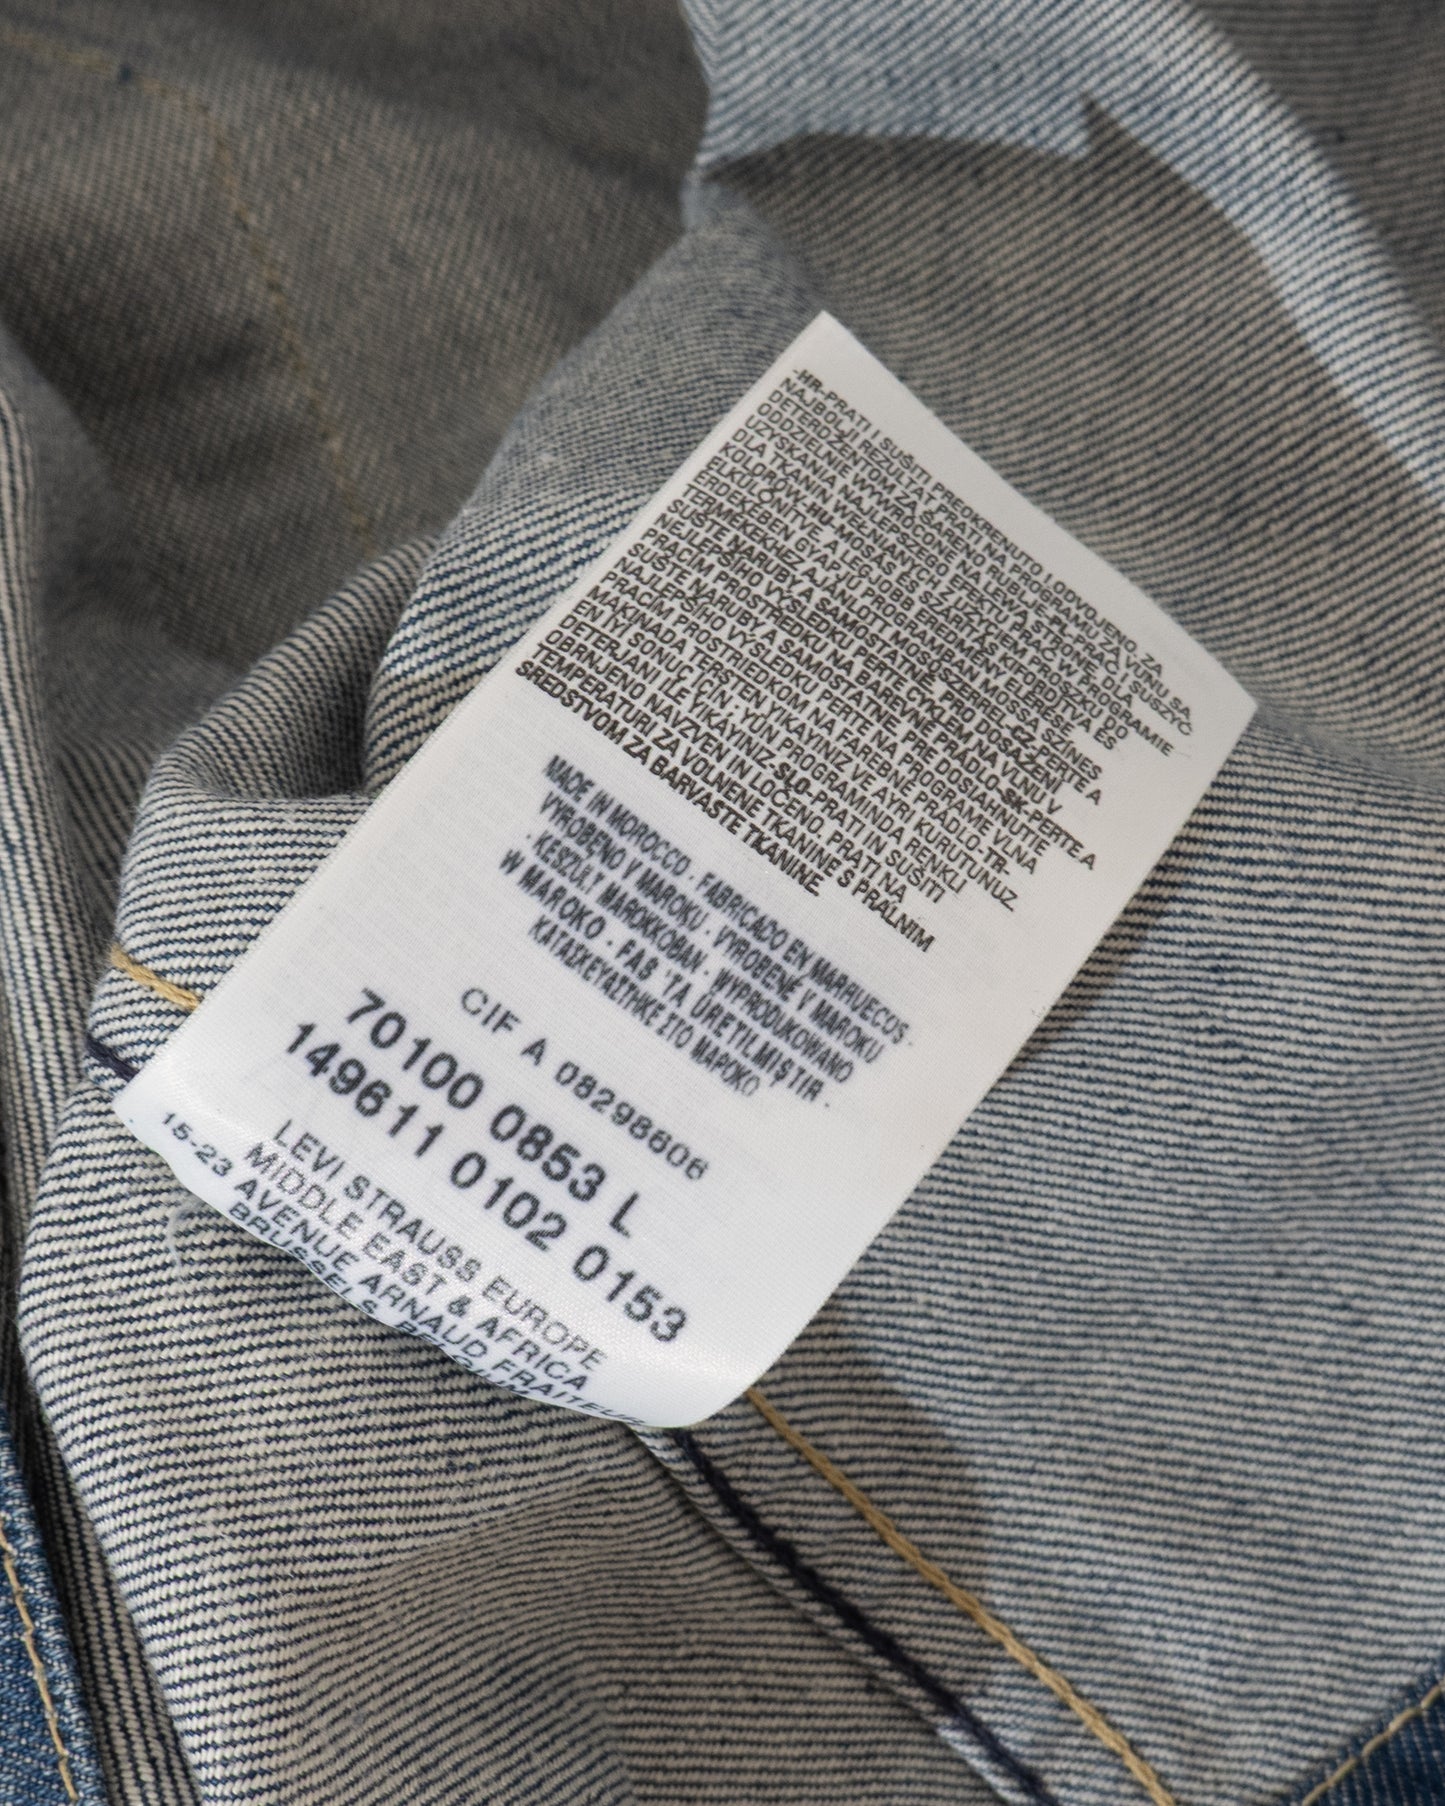 -HR-PRATI I SUŠITI PREOKRENUTO I ODVOJENO. ZA
NAJBOLJI REZULTAT PRATI NA PROGRAMU ZA VUNU SA
DETERDŽENTOM ZA ŠARENO RUBLJE.-PL-PRAĆ I SUSZYĆ
ODDZIELNIE WYWRÓCONE NA LEWĄ STRONĘ. DLA
UZYSKANIA NAJLEPSZEGO EFEKTU PRAĆ W PROGRAMIE
DLA TKANIN WEŁNIANYCH Z UŻYCIEM PROSZKU DO
KOLORÓW.-HU-MOSÁS ÉS SZÁRÍTÁS KIFORDÍTVA ÉS
ELKÜLÖNÍTVE. A LEGJOBB EREDMÉNY ELÉRÉSE
ÉRDEKÉBEN GYAPJÚ PROGRAMBAN MOSSA SZÍNES
TERMÉKEKHEZ AJÁNLOTT MOSÓSZERREL.-CZ-PERTE A
SUŠTE NARUBY A SAMOSTATNĚ. PRO DOSAŽENÍ
NEJLEPŠÍHO VÝSLEDKU PERTE CYKLEM NA VLNU V
PRACÍM PROSTŘEDKU NA BAREVNÉ PRÁDLO.-SK-PERTE A
SUŠTE NARUBY A SAMOSTATNE. PRE DOSIAHNUTIE
NAJLEPŠIEHO VÝSLEDKU PERTE NA PROGRAME VLNA
PRACÍM PROSTRIEDKOM NA FAREBNÉ PRÁDLO.-TR-
MAKİNADA TERSTEN YIKAYINIZ VE AYRI KURUTUNUZ.
EN İYİ SONUÇ İÇİN : YÜN PROGRAMINDA RENKLİ
DETERJANI İLE YIKAYINIZ.SLO-PRATI IN SUŠITI
OBRNJENO NAVZVEN IN LOČENO. PRATI NA
TEMPERATURI ZA VOLNENE TKANINE S PRALNIM
SREDSTVOM ZA BARVASTE TKANINE.
MADE IN MOROCCO · FABRICADO EN MARRUECOS ·
VYROBENO V MAROKU · VYROBENÉ V MAROKU
· KÉSZÜLT MAROKKÓBAN · WYPRODUKOWANO
W MAROKO · FAS 'TA ÜRETILMIŞTIR ·
ΚΑΤΑΣΚΕΥΑΣΤΗΚΕ ΣΤΟ ΜΑΡΟΚΟ
CIF A 08298606
70100 0853 L
149611 0102 0153
LEVI STRAUSS EUROPE
MIDDLE EAST & AFRICA
15-23 AVENUE ARNAUD FRAITEUR
BRUSSELS, BELGIUM